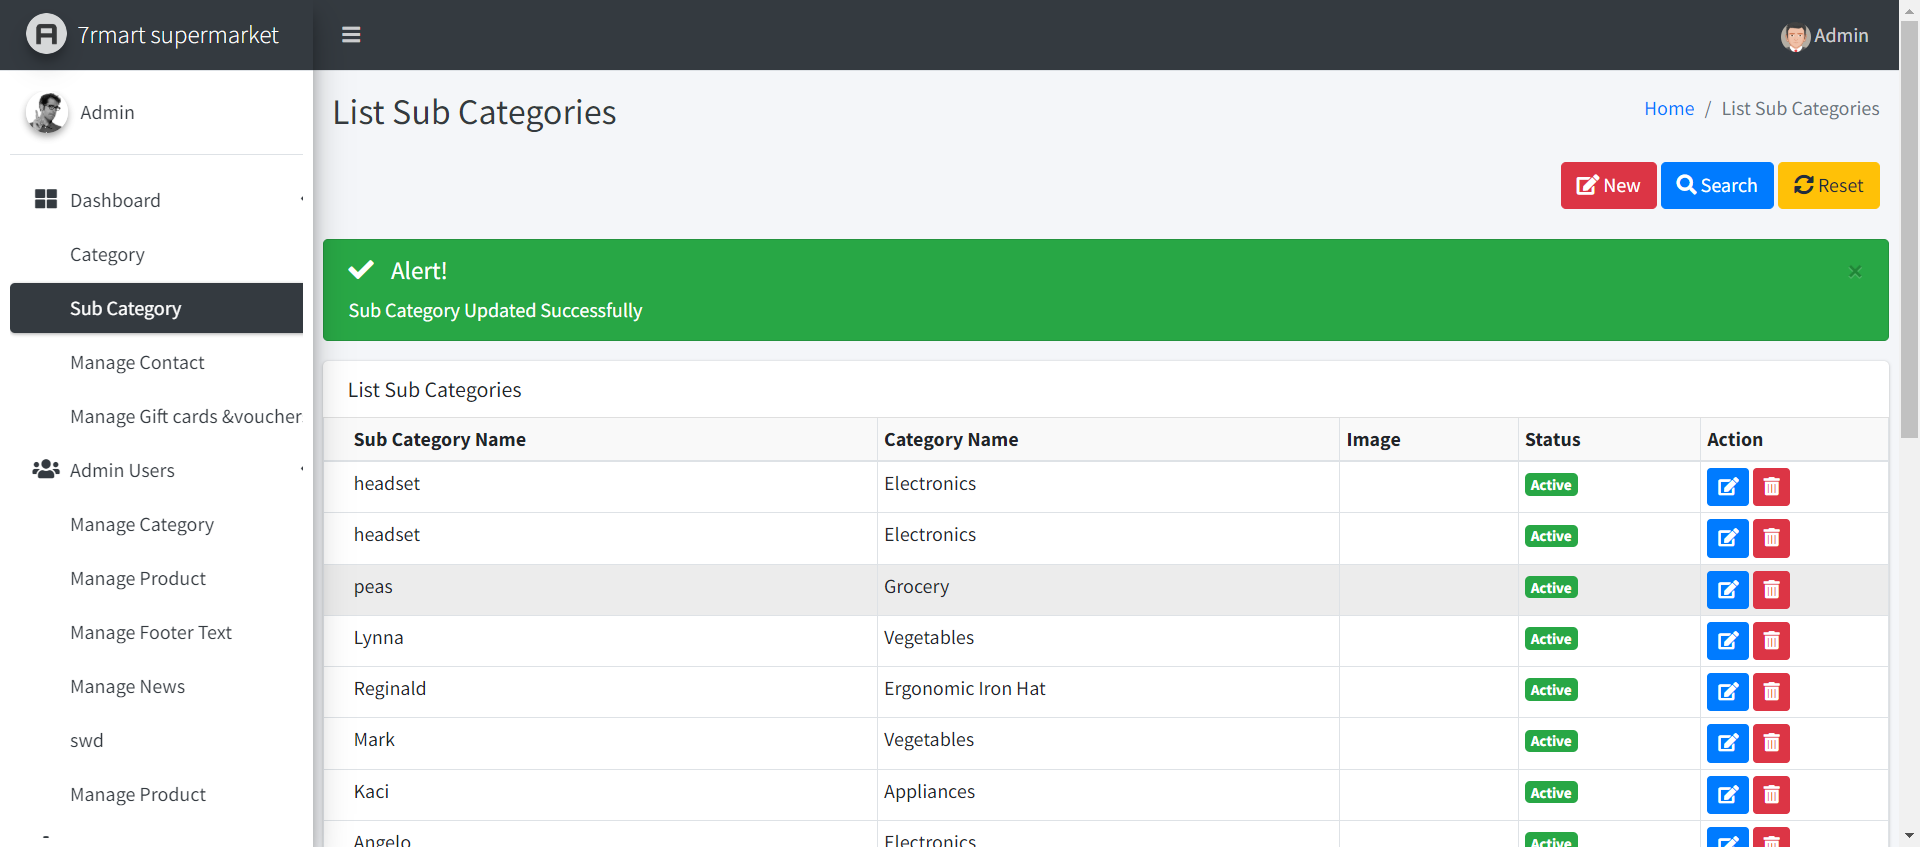 7rmart supermarket
Admin
Admin
List Sub Categories
Home / List Sub Categories
New
Search
Reset
Dashboard
Category
Sub Category
Manage Contact
Manage Gift cards &voucher
Admin Users
Manage Category
Manage Product
Manage Footer Text
Manage News
swd
Manage Product
Alert!
×
Sub Category Updated Successfully
List Sub Categories
Sub Category Name Category Name Image Status Action
headset Electronics Active
headset Electronics Active
peas Grocery Active
Lynna Vegetables Active
Reginald Ergonomic Iron Hat Active
Mark Vegetables Active
Kaci Appliances Active
Angelo Electronics Active